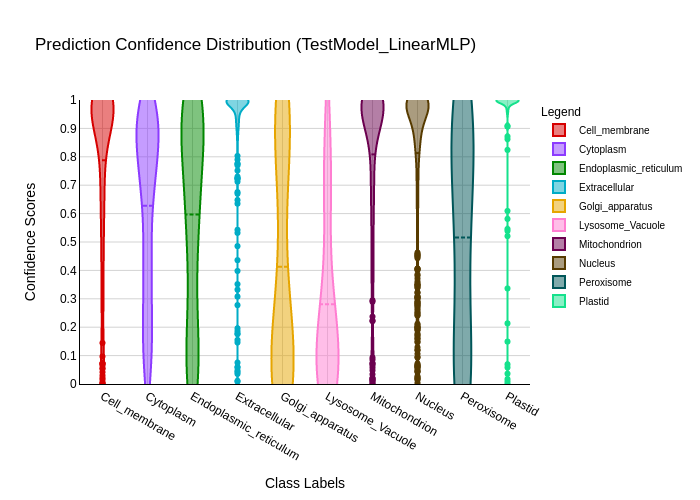 Prediction Confidence Distribution (TestModel_LinearMLP)
Legend
Cell_membrane
Cytoplasm
Endoplasmic_reticulum
Extracellular
Golgi_apparatus
Lysosome_Vacuole
Mitochondrion
Nucleus
Peroxisome
Plastid
Confidence Scores
1
0.9
0.8
0.7
0.6
0.5
0.4
0.3
0.2
0.1
0
Cell_membrane
Cytoplasm
Endoplasmic_reticulum
Extracellular
Golgi_apparatus
Lysosome_Vacuole
Mitochondrion
Nucleus
Peroxisome
Plastid
Class Labels